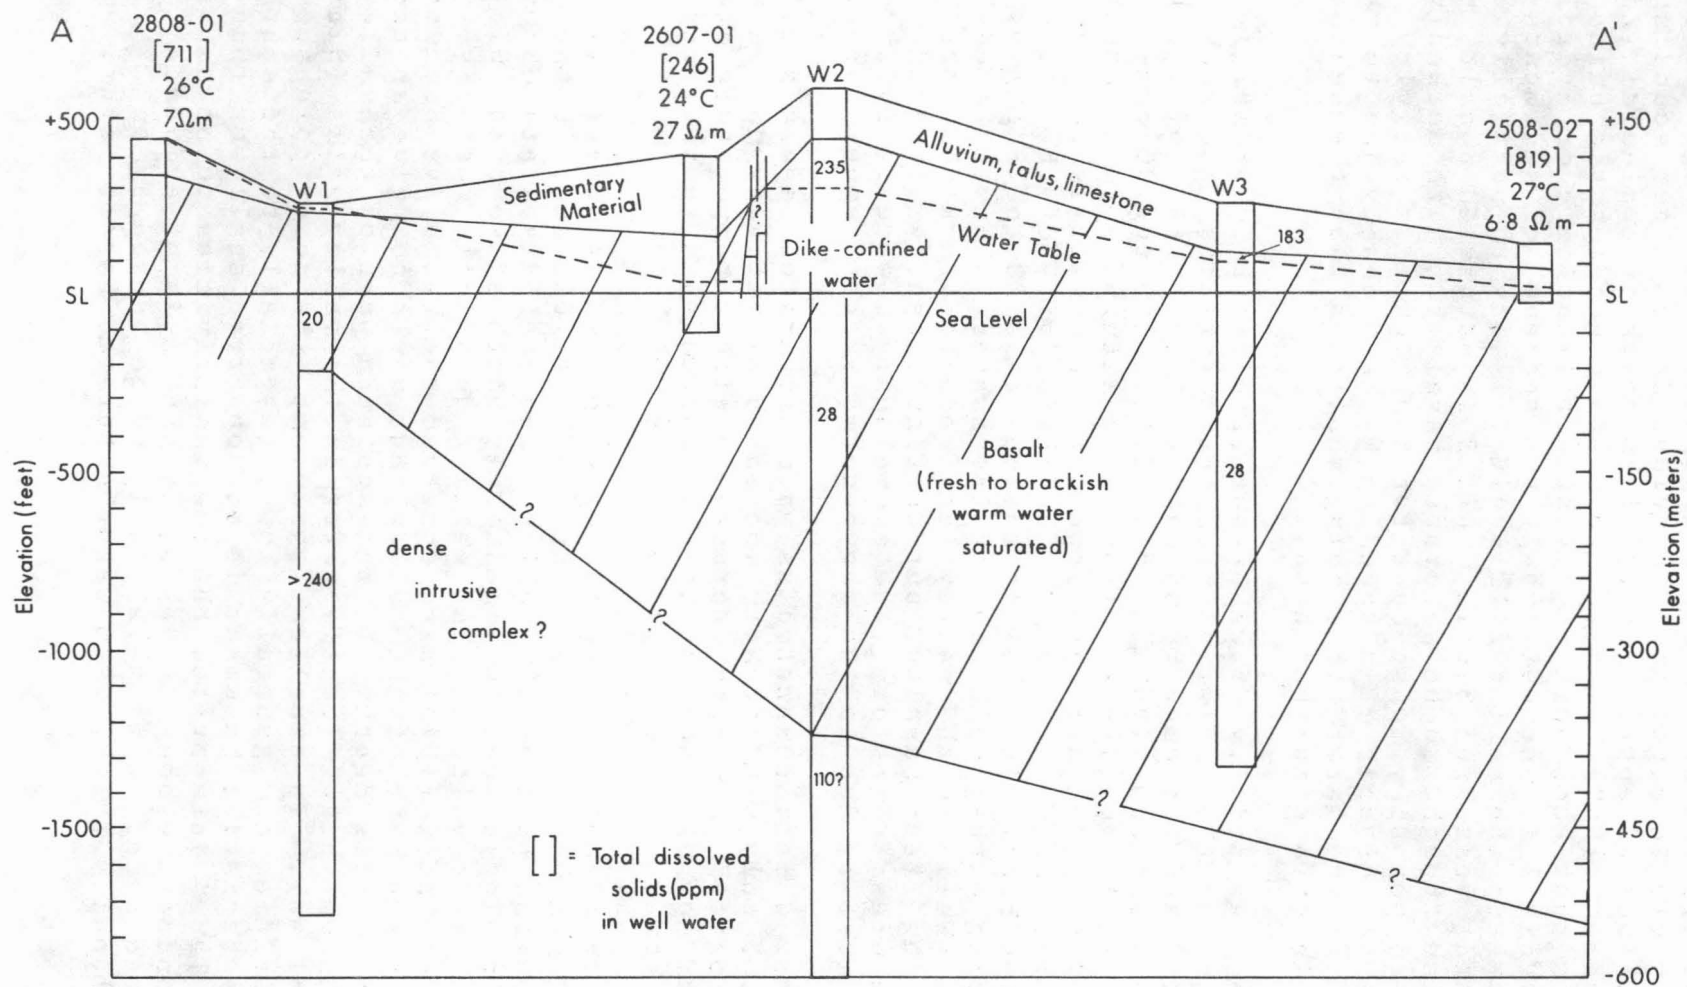 A
2808-01
[711]
26°C
7Ωm
2607-01
[246]
24°C
27 Ωm
W2
A'
2508-02
[819]
27°C
6·8 Ωm
+500
SL
-500
-1000
-1500
Elevation (feet)
+150
SL
-150
-300
-450
-600
Elevation (meters)
W1
W3
Sedimentary
Material
Alluvium, talus, limestone
235
?
Water Table
183
Dike-confined
water
Sea Level
20
28
28
Basalt
(fresh to brackish
warm water
saturated)
?
dense
intrusive
complex ?
>240
?
110?
?
?
[ ] = Total dissolved
solids (ppm)
in well water